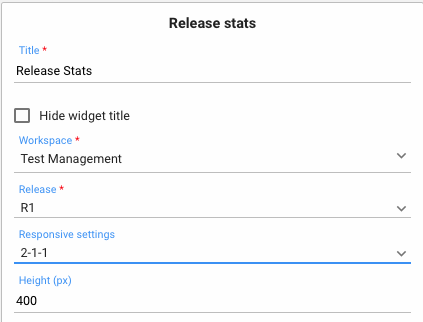 Release stats
Title *
Release Stats
Hide widget title
Workspace *
Test Management
Release *
R1
Responsive settings
2-1-1
Height (px)
400